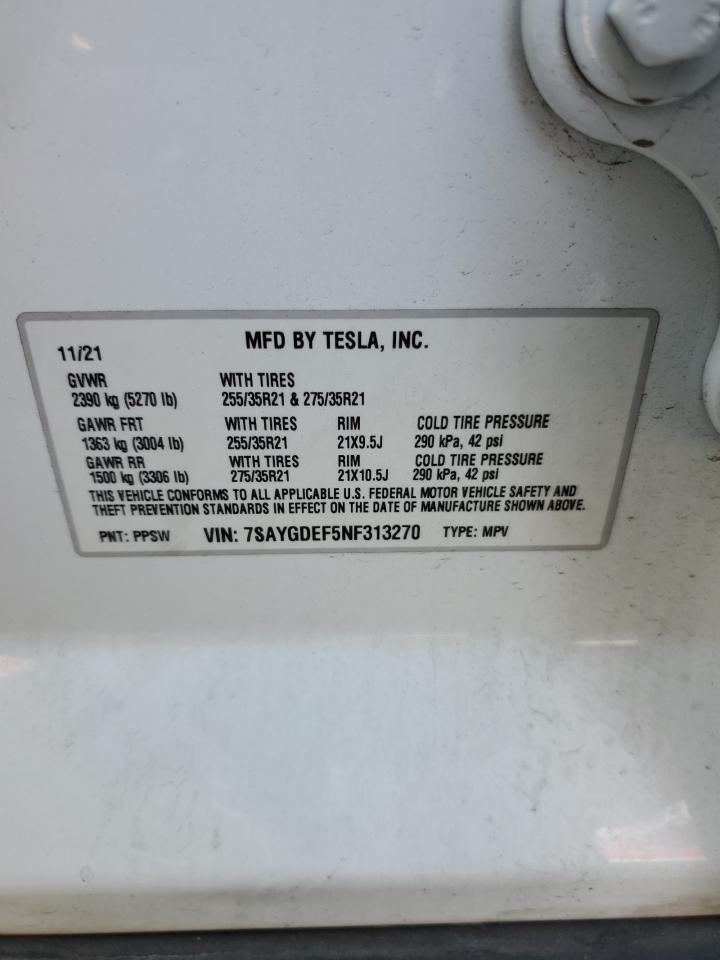 MFD BY TESLA, INC.
11/21
GVWR WITH TIRES
2390 kg (5270 lb) 255/35R21 & 275/35R21
GAWR FRT WITH TIRES RIM COLD TIRE PRESSURE
1363 kg (3004 lb) 255/35R21 21X9.5J 290 kPa, 42 psi
GAWR RR WITH TIRES RIM COLD TIRE PRESSURE
1500 kg (3306 lb) 275/35R21 21X10.5J 290 kPa, 42 psi
THIS VEHICLE CONFORMS TO ALL APPLICABLE U.S. FEDERAL MOTOR VEHICLE SAFETY AND
THEFT PREVENTION STANDARDS IN EFFECT ON THE DATE OF MANUFACTURE SHOWN ABOVE.
PNT: PPSW VIN: 7SAYGDEF5NF313270 TYPE: MPV